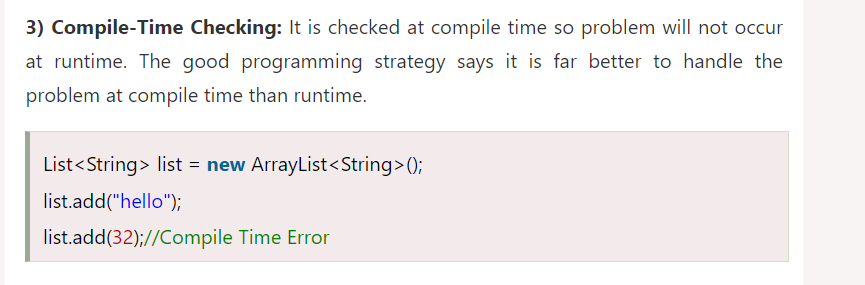 3) Compile-Time Checking: It is checked at compile time so problem will not occur
at runtime. The good programming strategy says it is far better to handle the
problem at compile time than runtime.
List<String> list = new ArrayList<String>();
list.add("hello");
list.add(32);//Compile Time Error